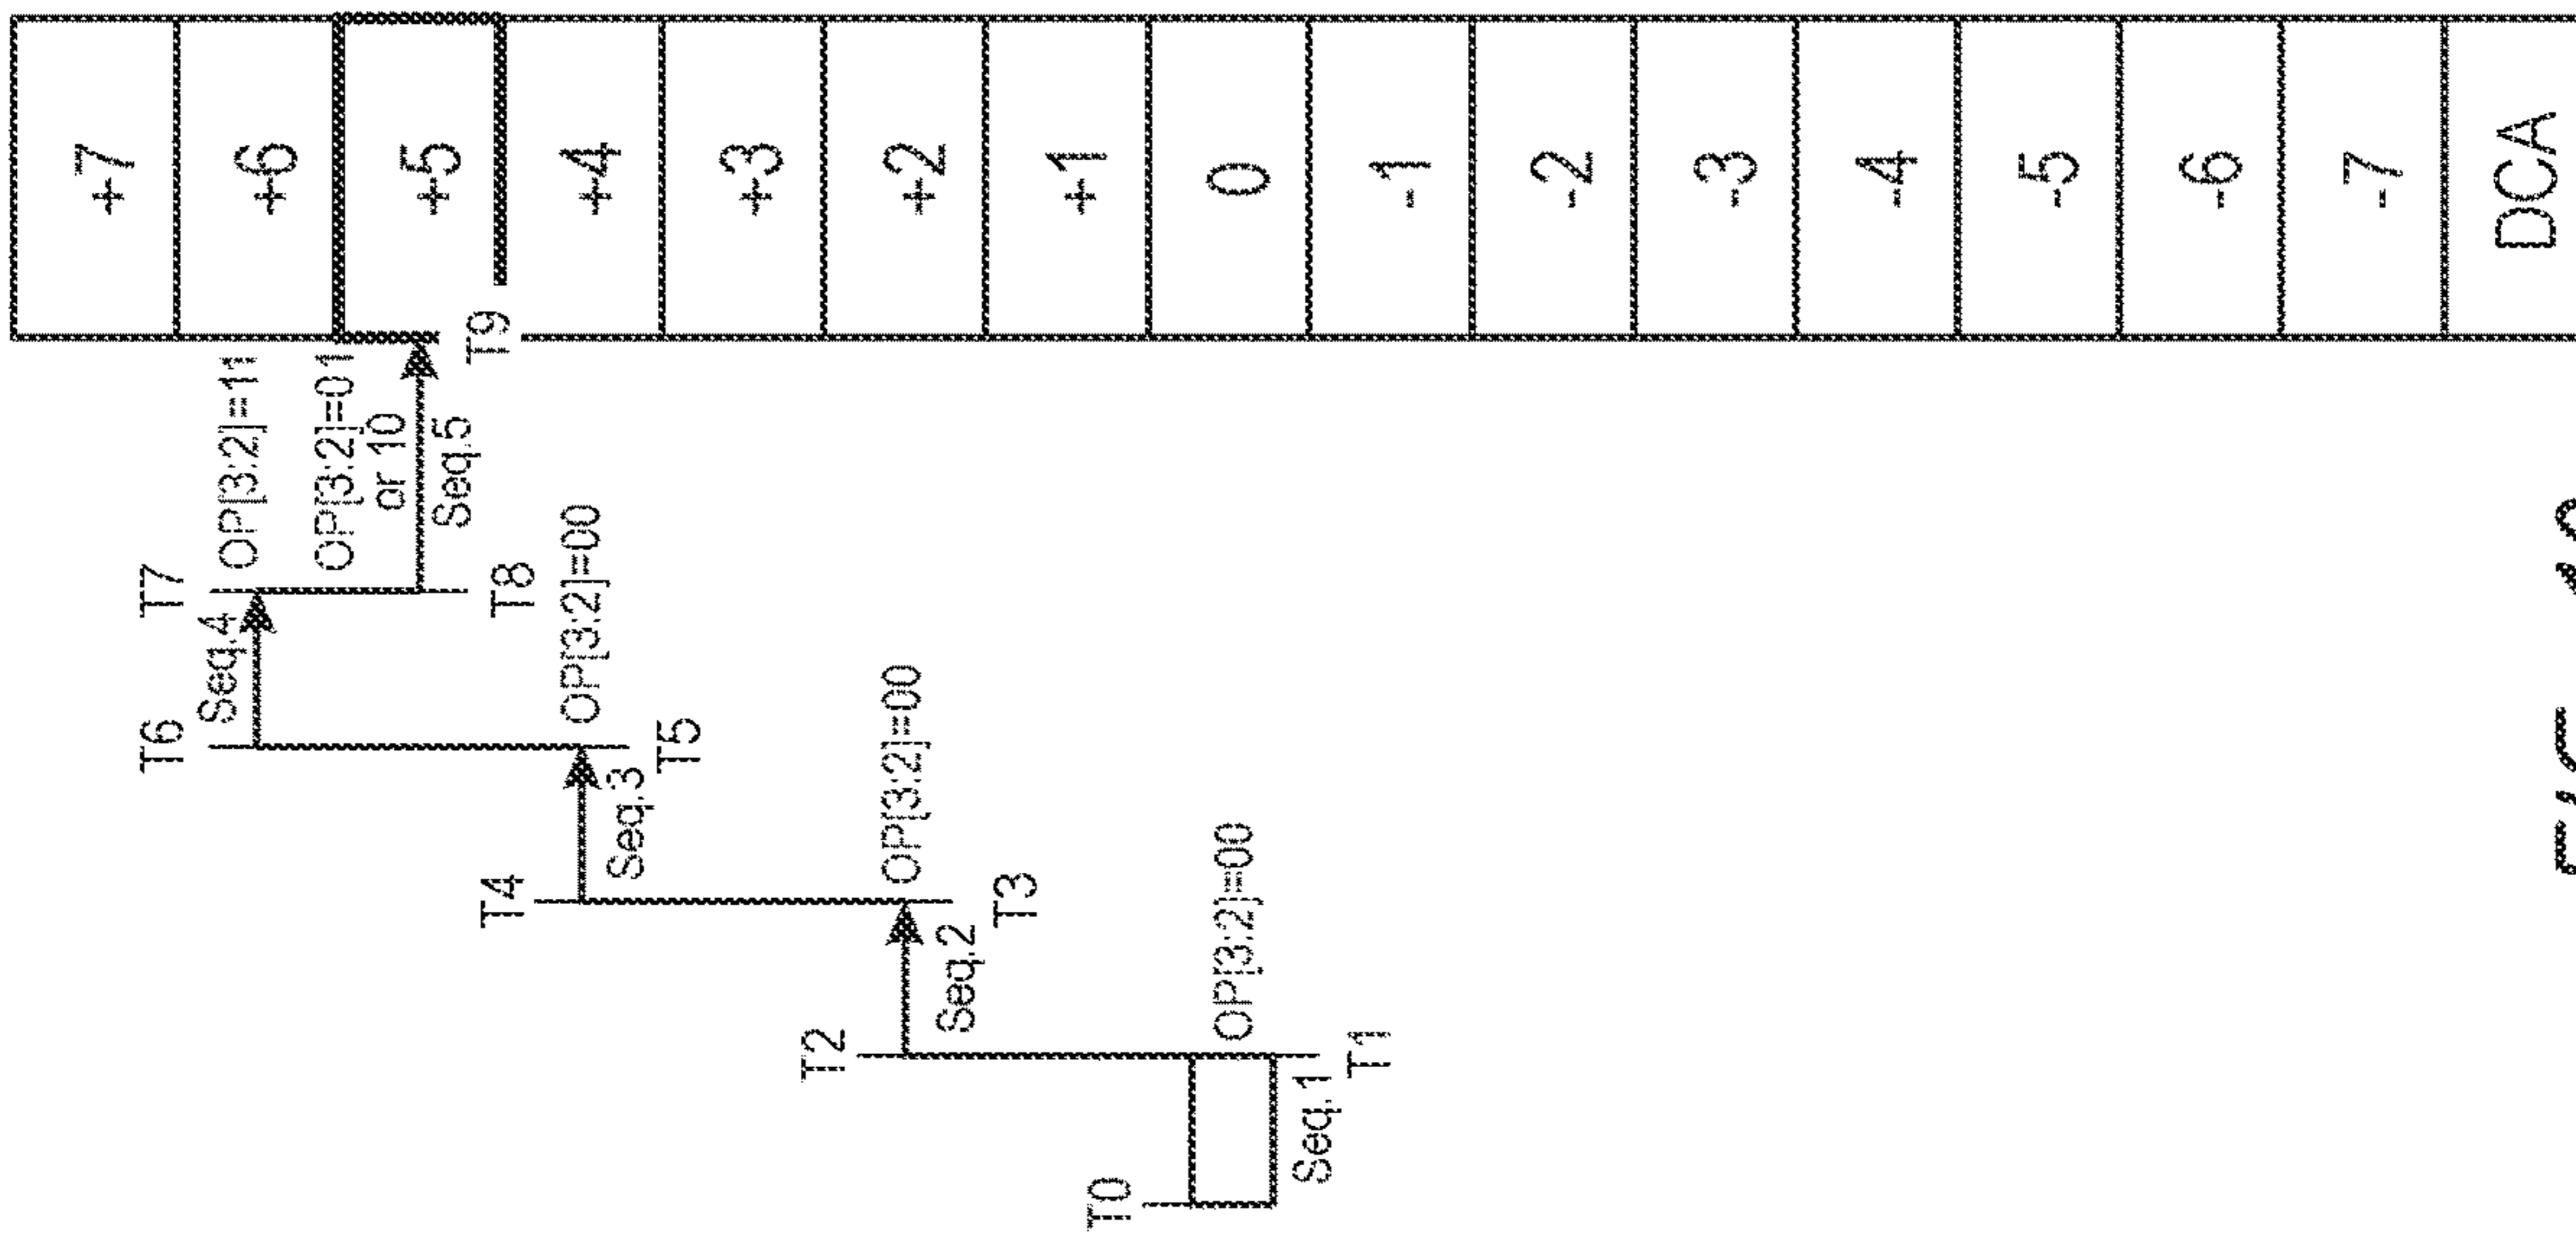 T0
Seq.1
T1
OP[3:2]=00
T2
Seq.2
T3
OP[3:2]=00
T4
Seq.3
T5
OP[3:2]=00
T6
Seq.4
T7
OP[3:2]=11
OP[3:2]=01
or 10
T8
Seq.5
T9
+7
+6
+5
+4
+3
+2
+1
0
-1
-2
-3
-4
-5
-6
-7
DCA